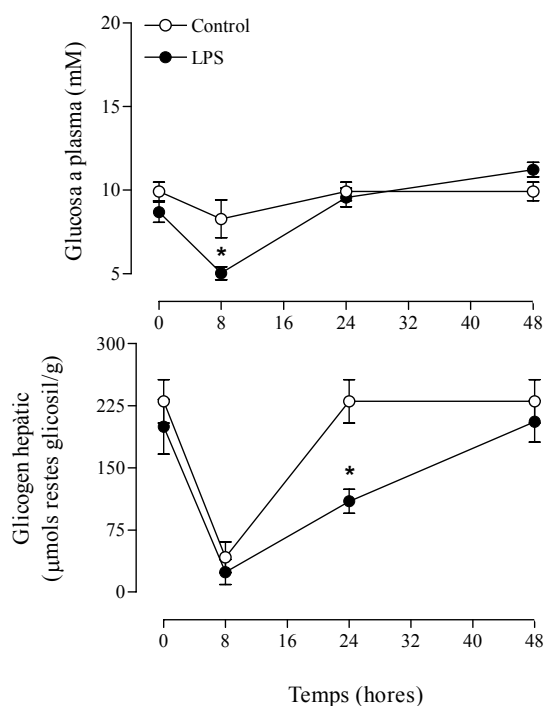 20
Control
LPS
15
10
5
Glucosa a plasma (mM)
*
0 8 16 24 32 40 48
300
225
150
75
0
Glicogen hepàtic
(µmols restes glicosil/g)
*
0 8 16 24 32 40 48
Temps (hores)